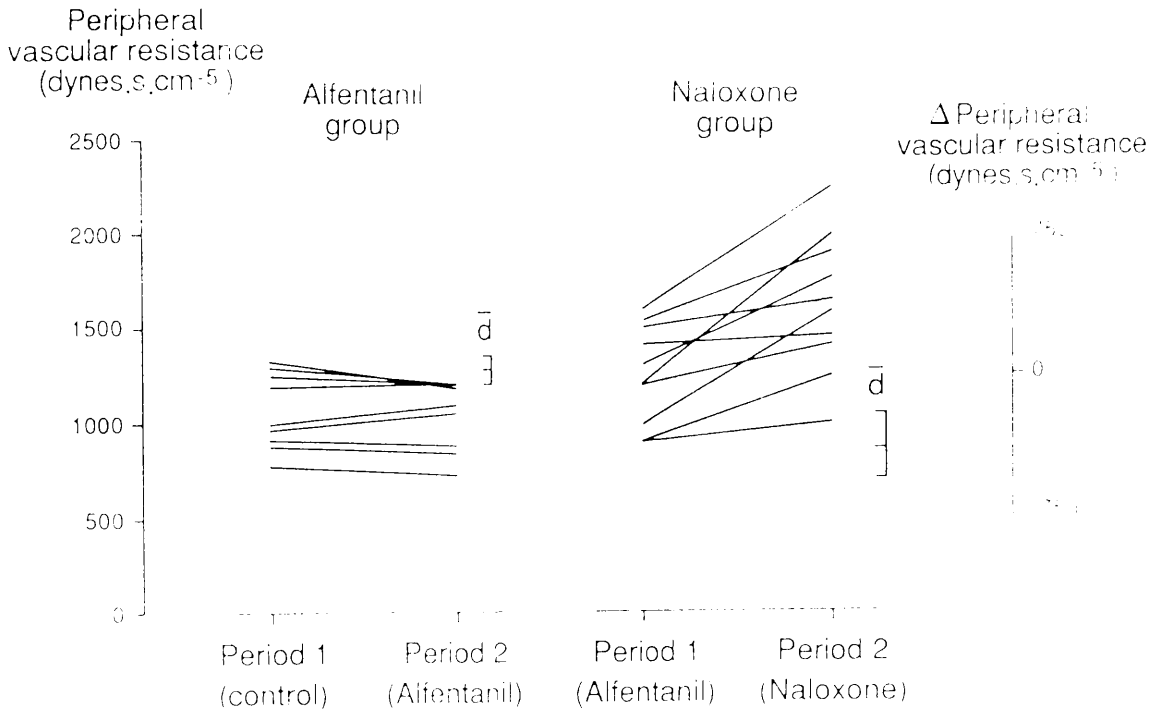 Peripheral
vascular resistance
(dynes.s.cm-5)
Alfentanil
group
Naloxone
group
Δ Peripheral
vascular resistance
(dynes.s.cm-5)
2500
2000
1500
1000
500
0
d̅
d̅
0
Period 1
(control)
Period 2
(Alfentanil)
Period 1
(Alfentanil)
Period 2
(Naloxone)